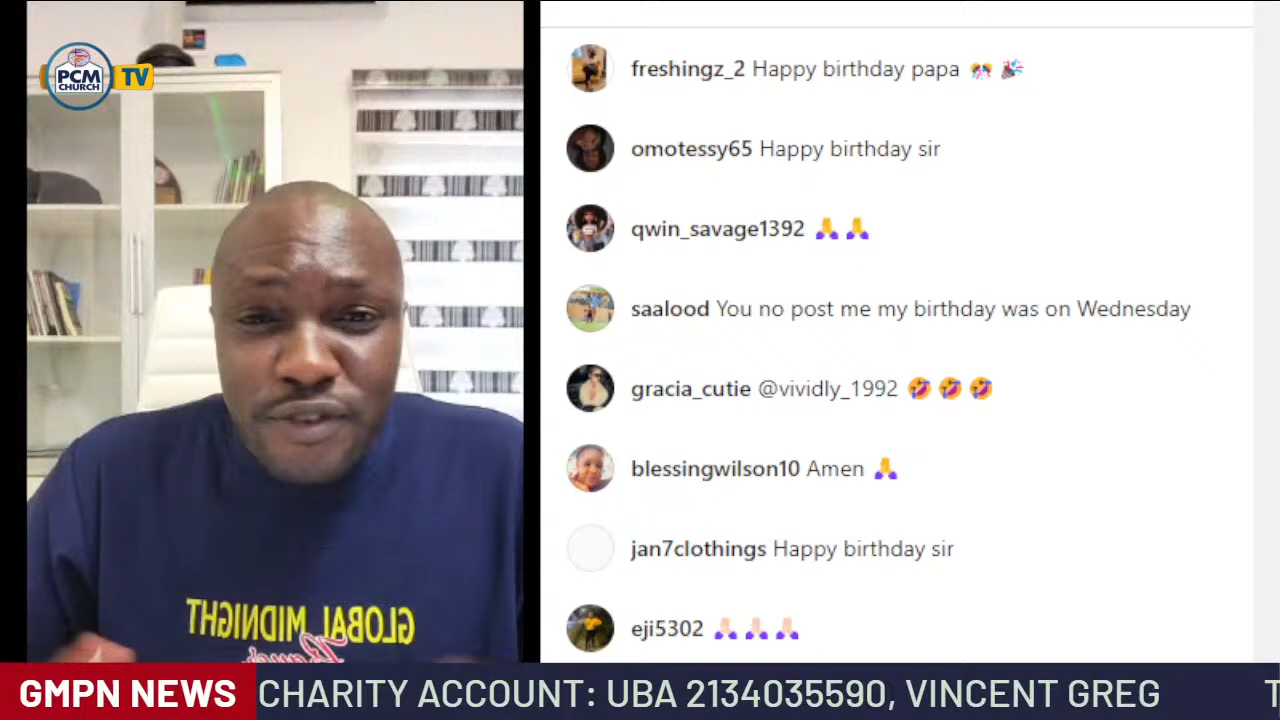 PCM
CHURCH
TV
freshingz_2 Happy birthday papa 🎊 🎉
omotessy65 Happy birthday sir
qwin_savage1392 🙏 🙏
saalood You no post me my birthday was on Wednesday
gracia_cutie @vividly_1992 🤣 🤣 🤣
blessingwilson10 Amen 🙏
jan7clothings Happy birthday sir
eji5302 🙏🏻 🙏🏻 🙏🏻
GLOBAL MIDNIGHT
GMPN NEWS
CHARITY ACCOUNT: UBA 2134035590, VINCENT GREG